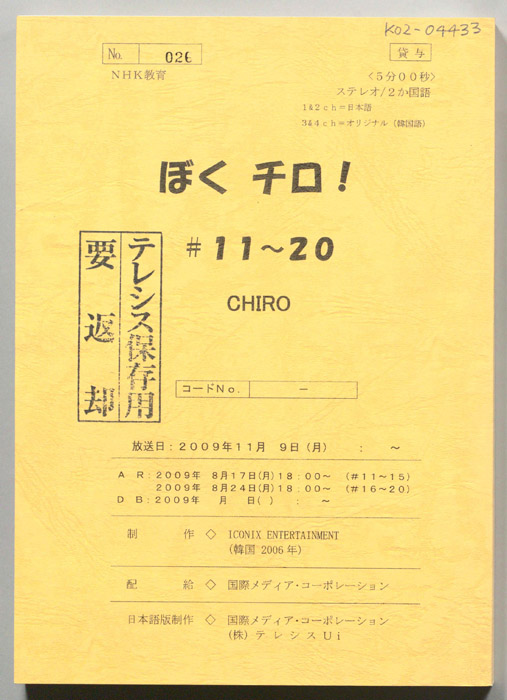 K02-04433
No. 026
貸与
NHK教育
〈5分00秒〉
ステレオ/2か国語
1&2ch=日本語
3&4ch=オリジナル(韓国語)
ぼく チロ!
#11~20
CHIRO
テレシス保存用
要返却
コードNo. ―
放送日:2009年11月 9日(月) : ~
AR:2009年 8月17日(月)18:00~ (#11~15)
2009年 8月24日(月)18:00~ (#16~20)
DB:2009年 月 日( ) : ~
制作◇ ICONIX ENTERTAINMENT
(韓国 2006年)
配給◇ 国際メディア・コーポレーション
日本語版制作◇ 国際メディア・コーポレーション
(株)テレシスUi